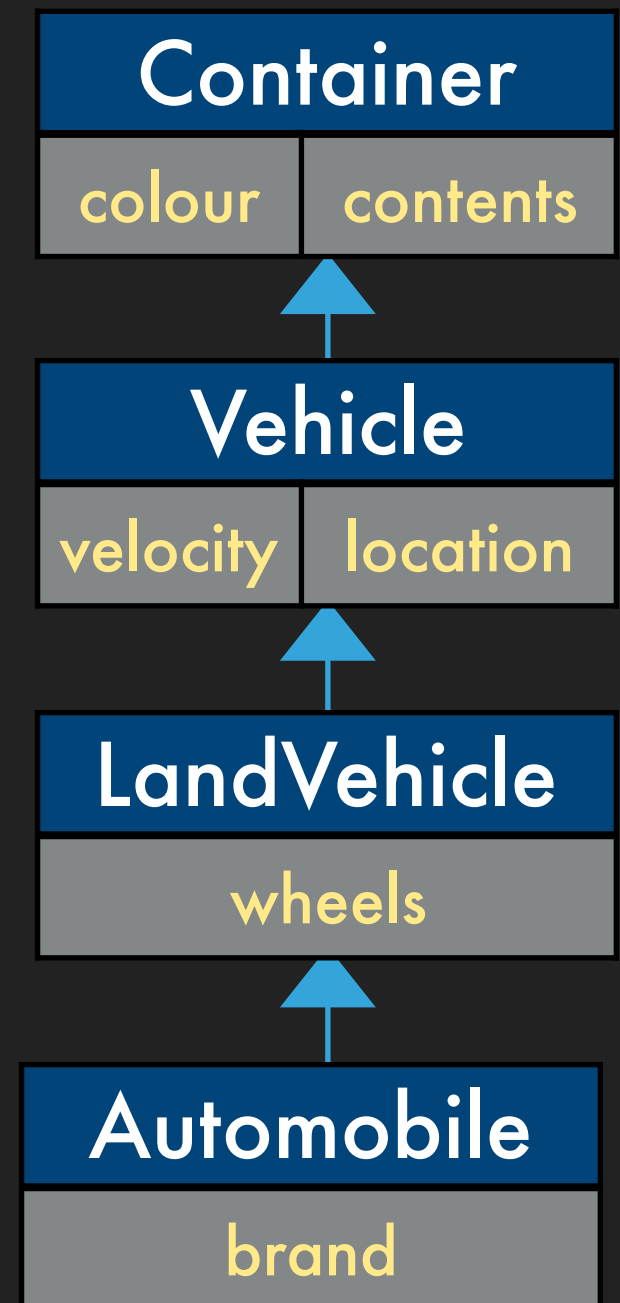 Container
colour contents
Vehicle
velocity location
LandVehicle
wheels
Automobile
brand